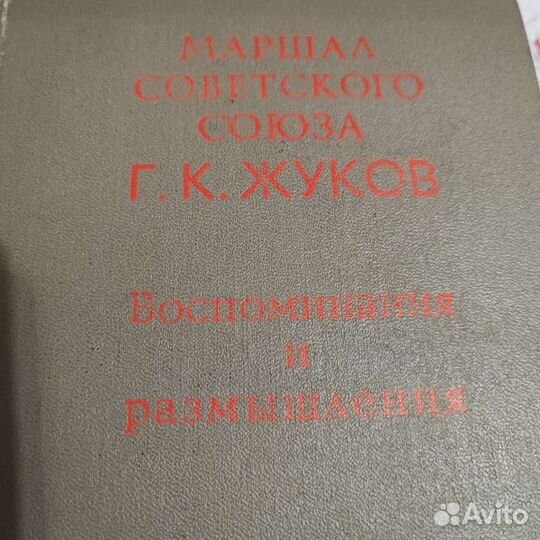 МАРШАЛ
СОВЕТСКОГО
СОЮЗА
Г. К. ЖУКОВ
Воспоминания
и
размышления
Avito